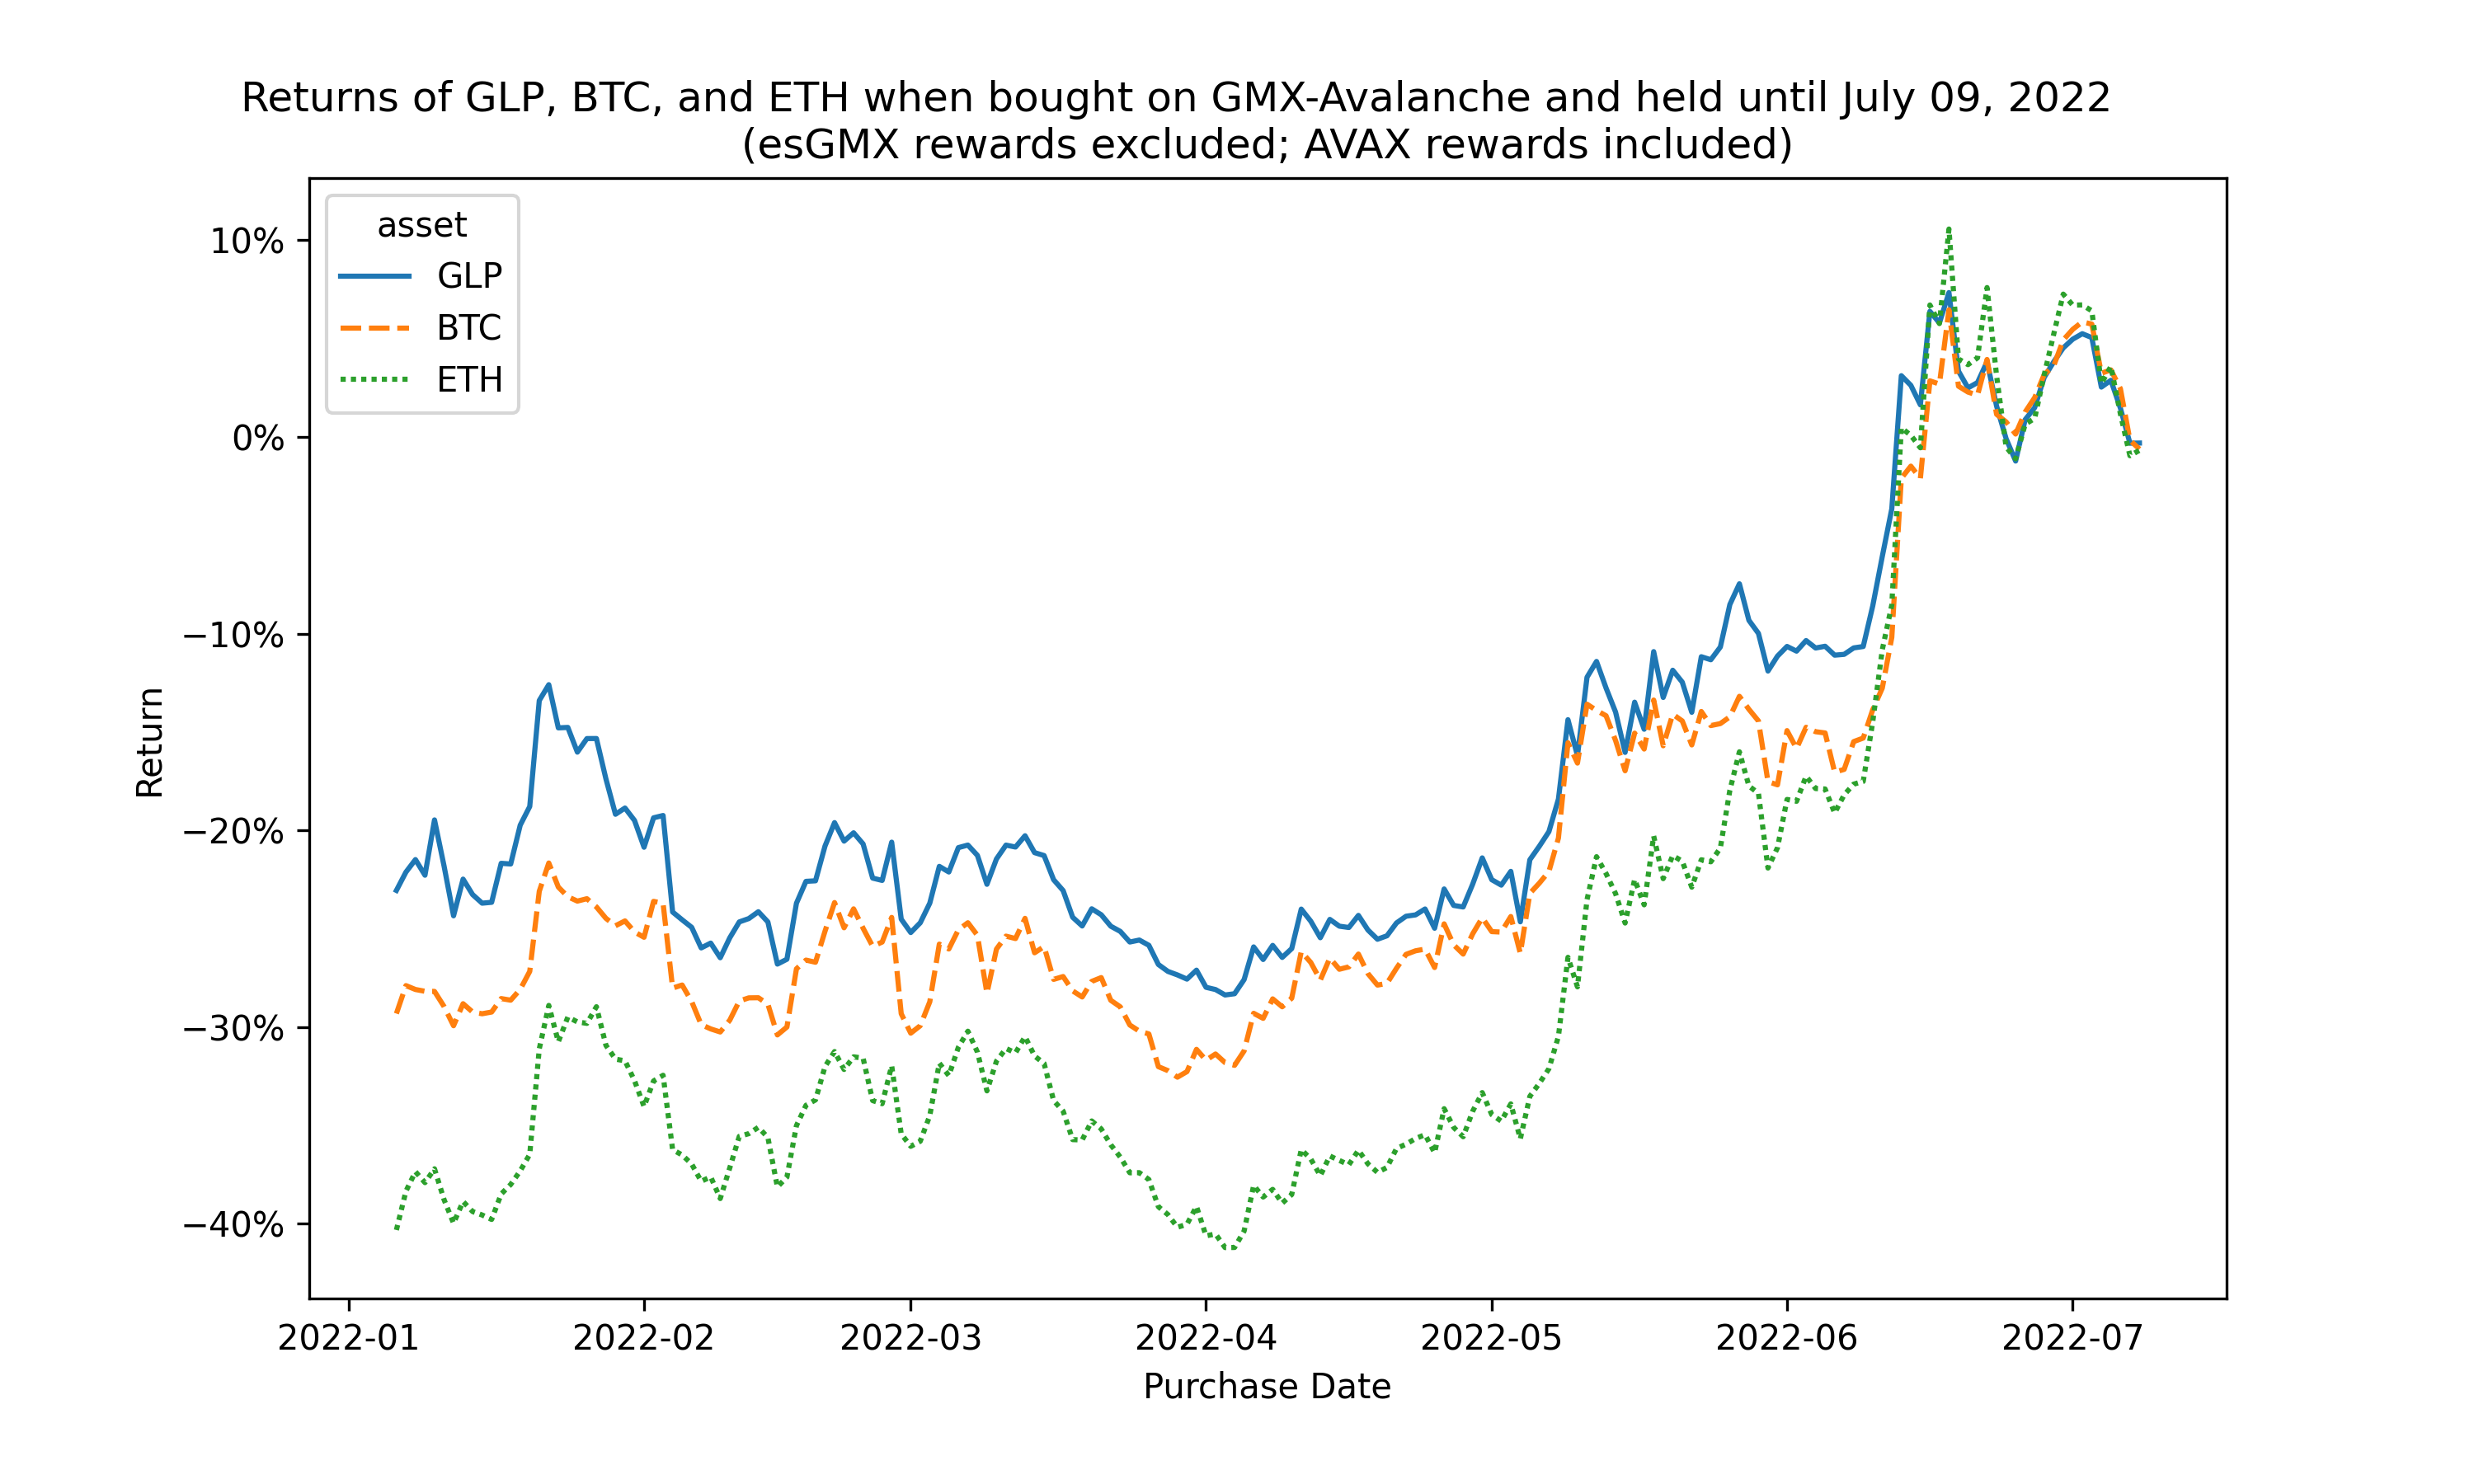 Returns of GLP, BTC, and ETH when bought on GMX-Avalanche and held until July 09, 2022
(esGMX rewards excluded; AVAX rewards included)
asset
GLP
BTC
ETH
10%
0%
−10%
−20%
−30%
−40%
Return
2022-01
2022-02
2022-03
2022-04
2022-05
2022-06
2022-07
Purchase Date